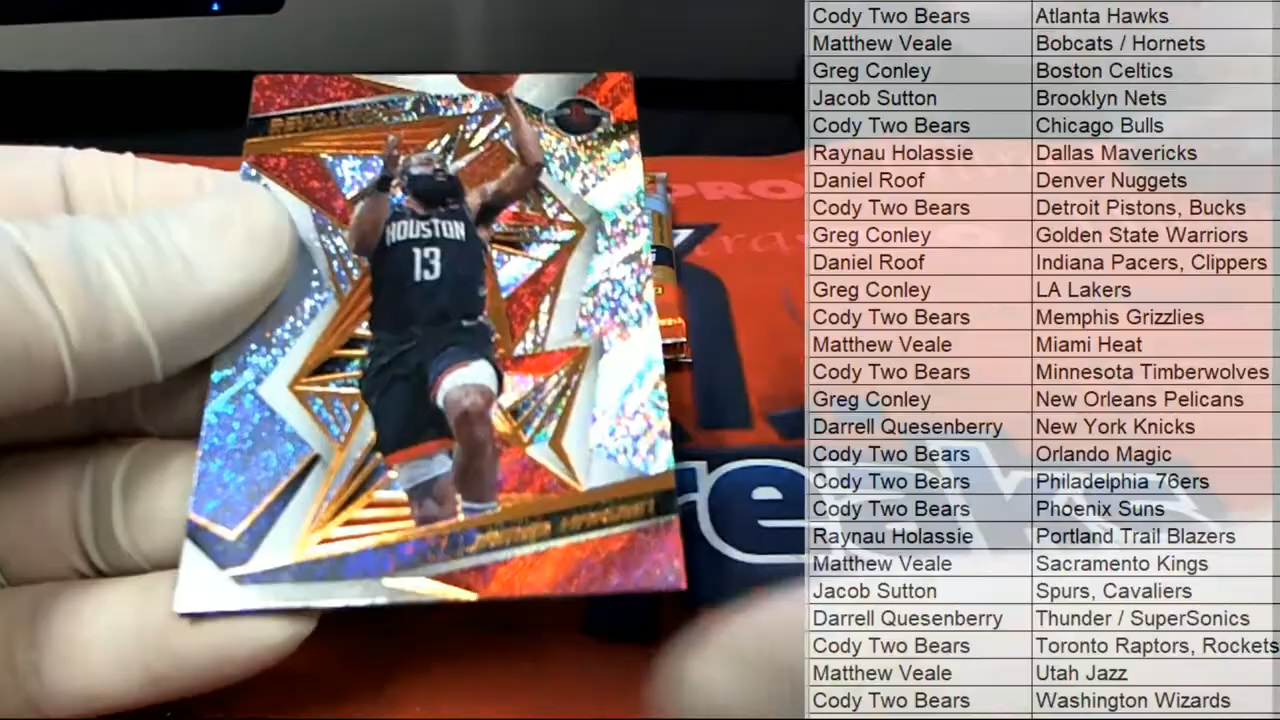 REVOLUTION
HOUSTON
13
JAMES HARDEN
PRO
reaks
Cody Two Bears Atlanta Hawks
Matthew Veale Bobcats / Hornets
Greg Conley Boston Celtics
Jacob Sutton Brooklyn Nets
Cody Two Bears Chicago Bulls
Raynau Holassie Dallas Mavericks
Daniel Roof Denver Nuggets
Cody Two Bears Detroit Pistons, Bucks
Greg Conley Golden State Warriors
Daniel Roof Indiana Pacers, Clippers
Greg Conley LA Lakers
Cody Two Bears Memphis Grizzlies
Matthew Veale Miami Heat
Cody Two Bears Minnesota Timberwolves
Greg Conley New Orleans Pelicans
Darrell Quesenberry New York Knicks
Cody Two Bears Orlando Magic
Cody Two Bears Philadelphia 76ers
Cody Two Bears Phoenix Suns
Raynau Holassie Portland Trail Blazers
Matthew Veale Sacramento Kings
Jacob Sutton Spurs, Cavaliers
Darrell Quesenberry Thunder / SuperSonics
Cody Two Bears Toronto Raptors, Rockets
Matthew Veale Utah Jazz
Cody Two Bears Washington Wizards